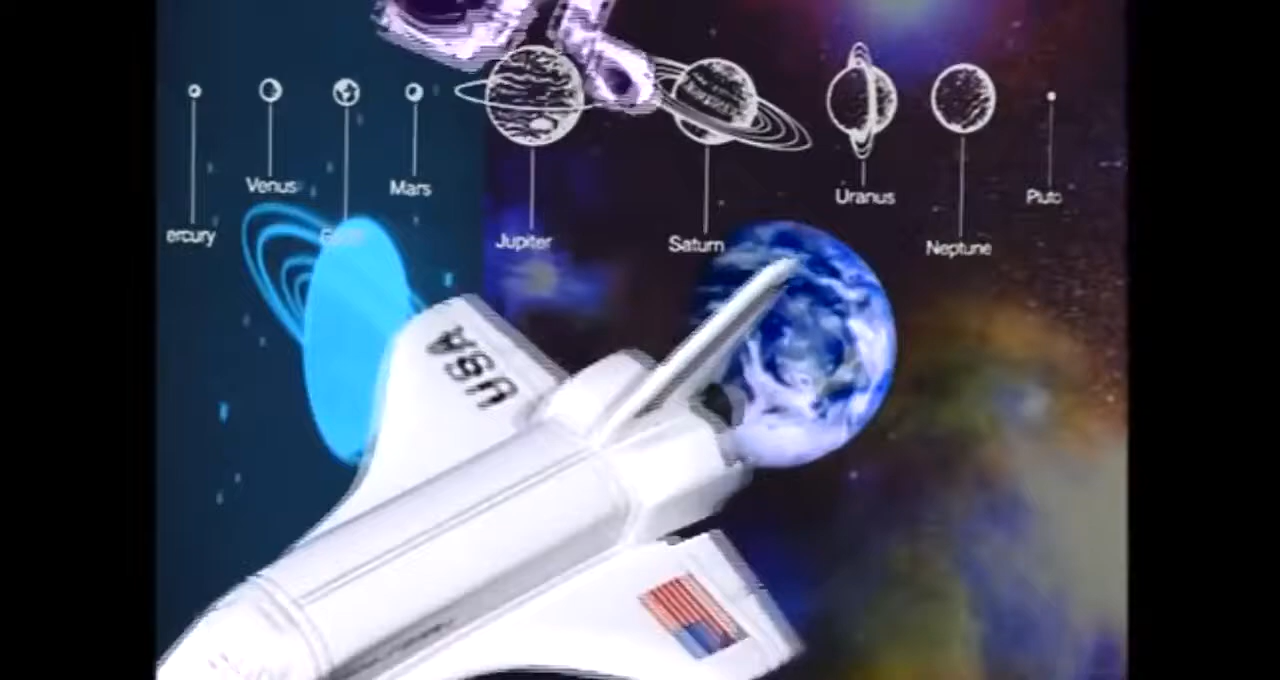 Venus
Mars
Uranus
Pluto
ercury
Jupiter
Saturn
Neptune
USA